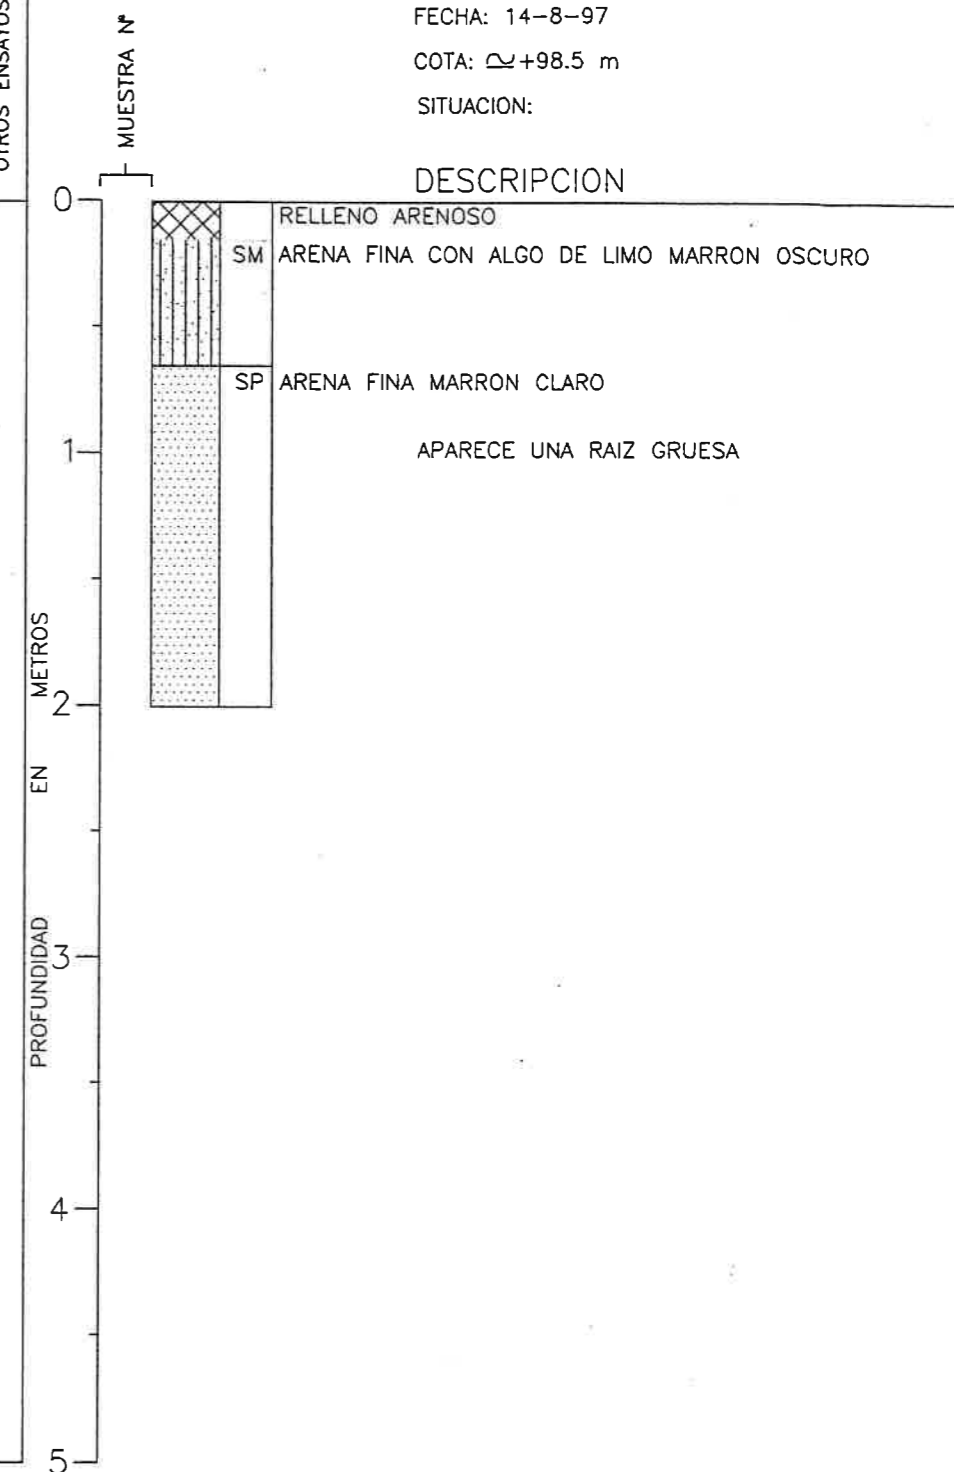 OTROS ENSAYOS
MUESTRA Nº
FECHA: 14-8-97
COTA: ≃+98.5 m
SITUACION:
DESCRIPCION
0
RELLENO ARENOSO
SM ARENA FINA CON ALGO DE LIMO MARRON OSCURO
SP ARENA FINA MARRON CLARO
1
APARECE UNA RAIZ GRUESA
2
3
4
5
PROFUNDIDAD EN METROS